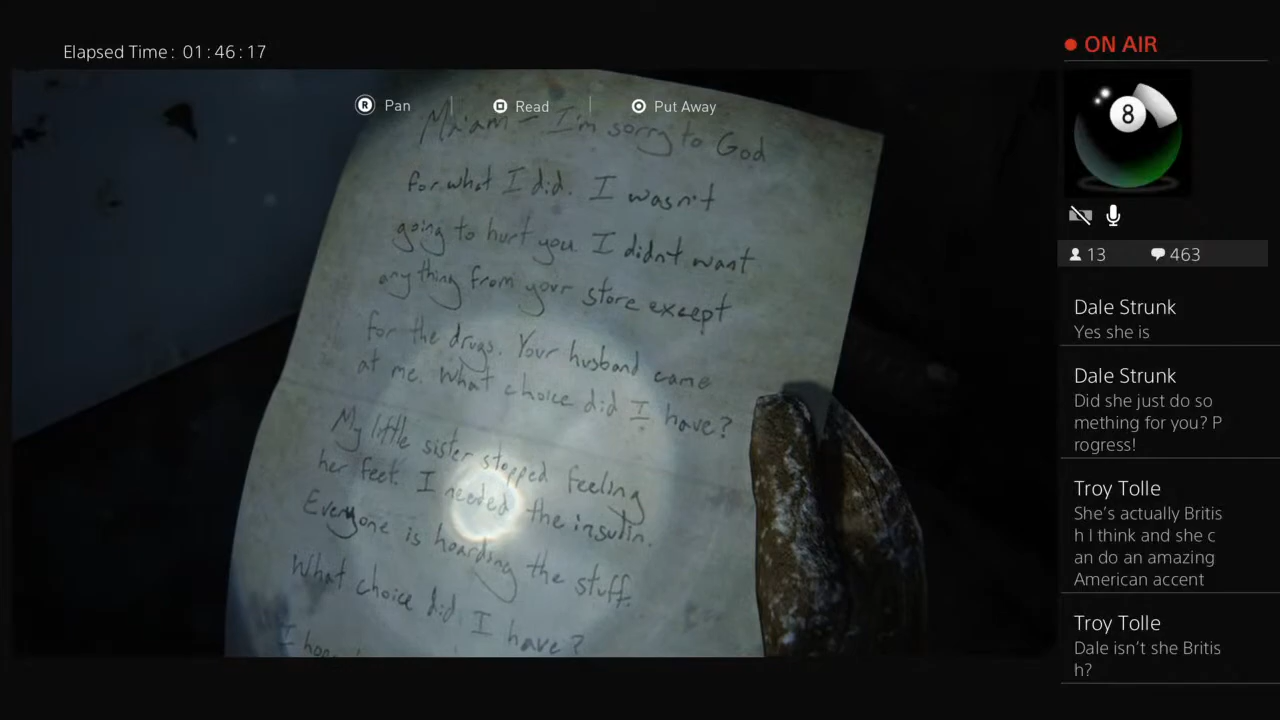 Elapsed Time: 01:46:17
ON AIR
R Pan
Read
Put Away
Ma'am - I'm sorry to God
for what I did. I wasn't
going to hurt you I didn't want
anything from your store except
for the drugs. Your husband came
at me. What choice did I have?
My little sister stopped feeling
her feet. I needed the insulin.
Everyone is hoarding the stuff.
What choice did I have?
I
8
13
463
Dale Strunk
Yes she is
Dale Strunk
Did she just do so
mething for you? P
rogress!
Troy Tolle
She's actually Britis
h I think and she c
an do an amazing
American accent
Troy Tolle
Dale isn't she Britis
h?